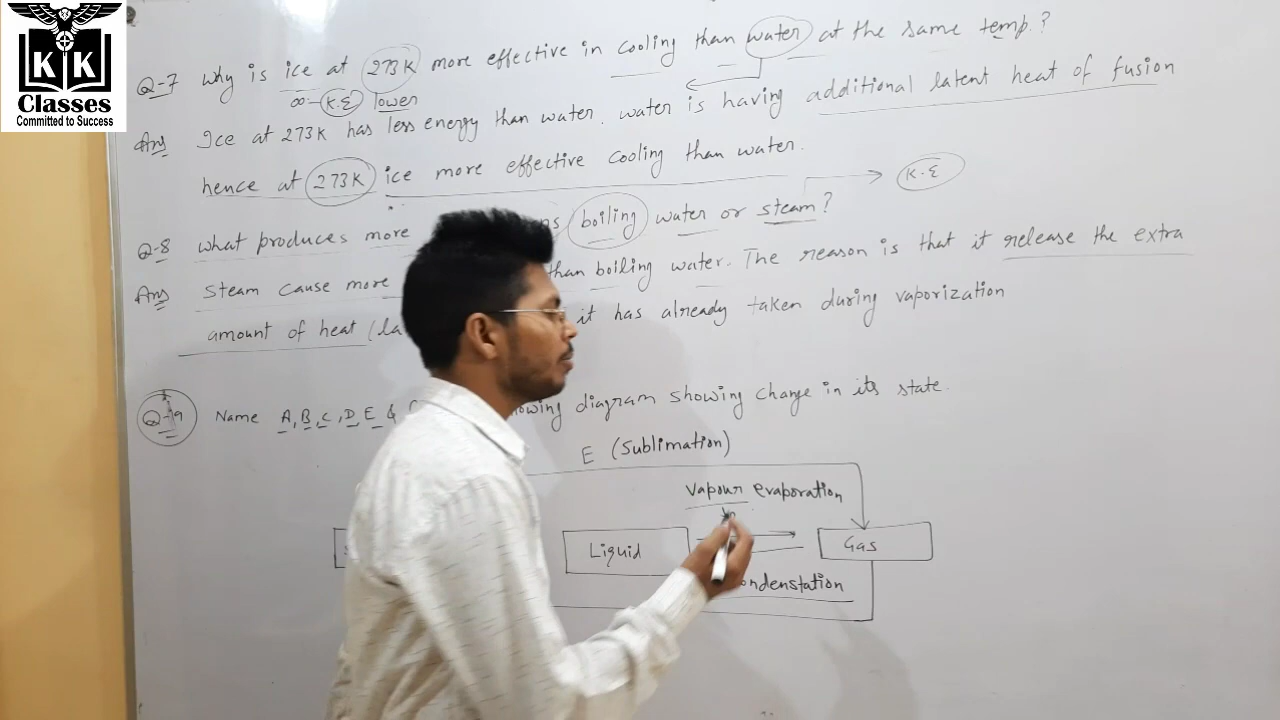 K K
Classes
Committed to Success
Q-7 Why is ice at 273K more effective in cooling than water at the same temp.?
∞-K.E lower
Ans Ice at 273K has less energy than water. water is having additional latent heat of fusion
hence at 273K ice more effective cooling than water.
K.E
Q-8 What produces more boiling water or steam?
Ans Steam cause more than boiling water. The reason is that it release the extra
amount of heat it has already taken during vaporization
Q-9 Name A, B, C, D, E & diagram showing change in its state.
E (Sublimation)
Vapour evaporation
Liquid
Gas